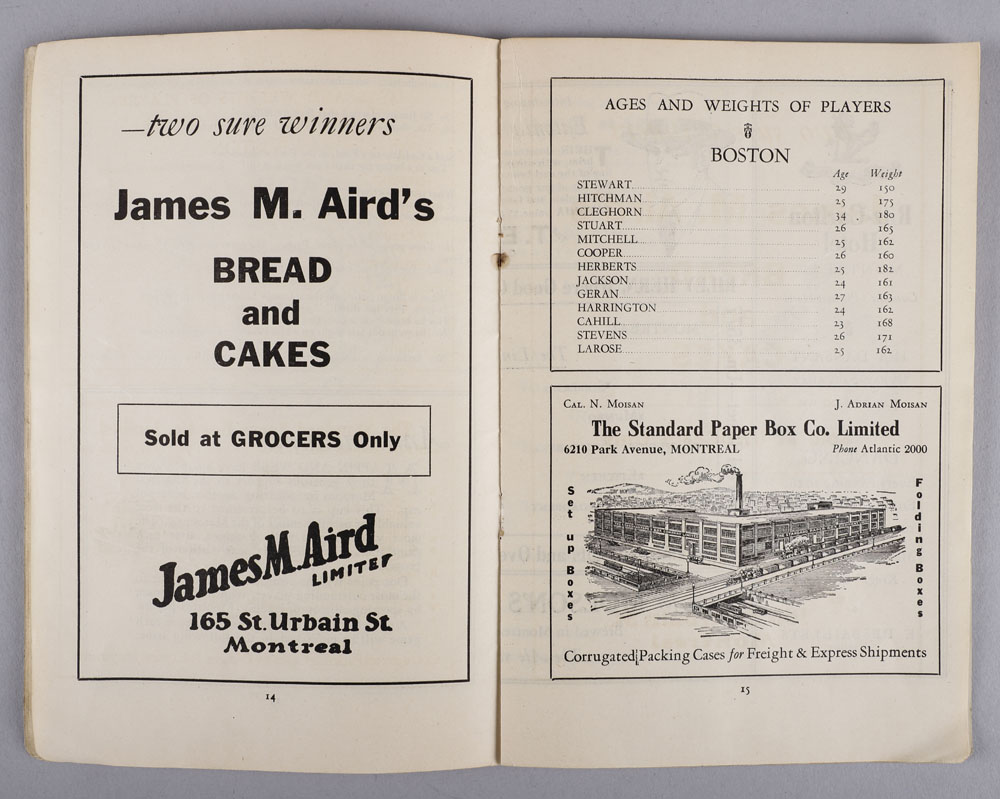 —two sure winners
James M. Aird's
BREAD
and
CAKES
Sold at GROCERS Only
James M. Aird
LIMITED
165 St. Urbain St.
Montreal
14
AGES AND WEIGHTS OF PLAYERS
BOSTON
Age Weight
STEWART 29 150
HITCHMAN 25 175
CLEGHORN 34 180
STUART 26 165
MITCHELL 25 162
COOPER 26 160
HERBERTS 25 182
JACKSON 24 161
GERAN 27 163
HARRINGTON 24 162
CAHILL 23 168
STEVENS 26 171
LAROSE 25 162
Cal. N. Moisan J. Adrian Moisan
The Standard Paper Box Co. Limited
6210 Park Avenue, MONTREAL Phone Atlantic 2000
Set up Boxes
Folding Boxes
Corrugated Packing Cases for Freight & Express Shipments
15